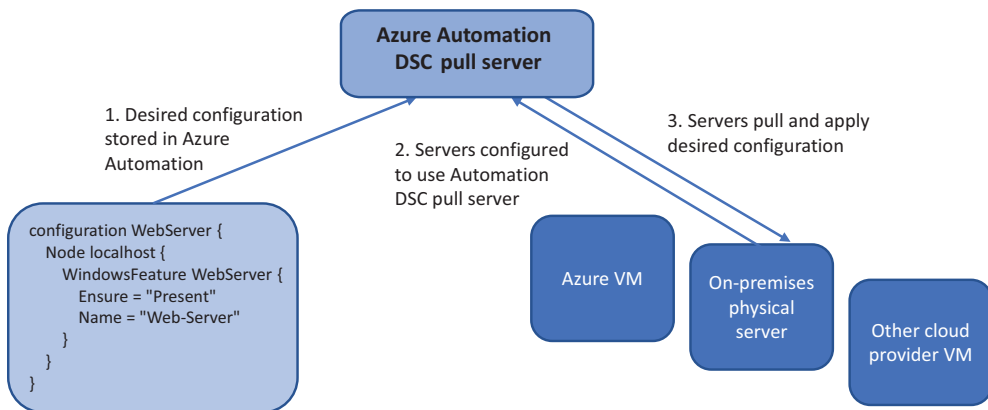 Azure Automation
DSC pull server
1. Desired configuration
stored in Azure
Automation
2. Servers configured
to use Automation
DSC pull server
3. Servers pull and apply
desired configuration
configuration WebServer {
Node localhost {
WindowsFeature WebServer {
Ensure = "Present"
Name = "Web-Server"
}
}
}
Azure VM
On-premises
physical
server
Other cloud
provider VM